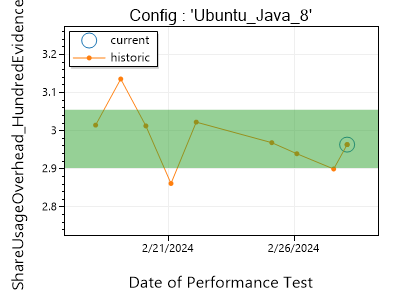 Config : 'Ubuntu_Java_8'
current
historic
ShareUsageOverhead_HundredEvidence
3.2
3.1
3
2.9
2.8
2/21/2024
2/26/2024
Date of Performance Test